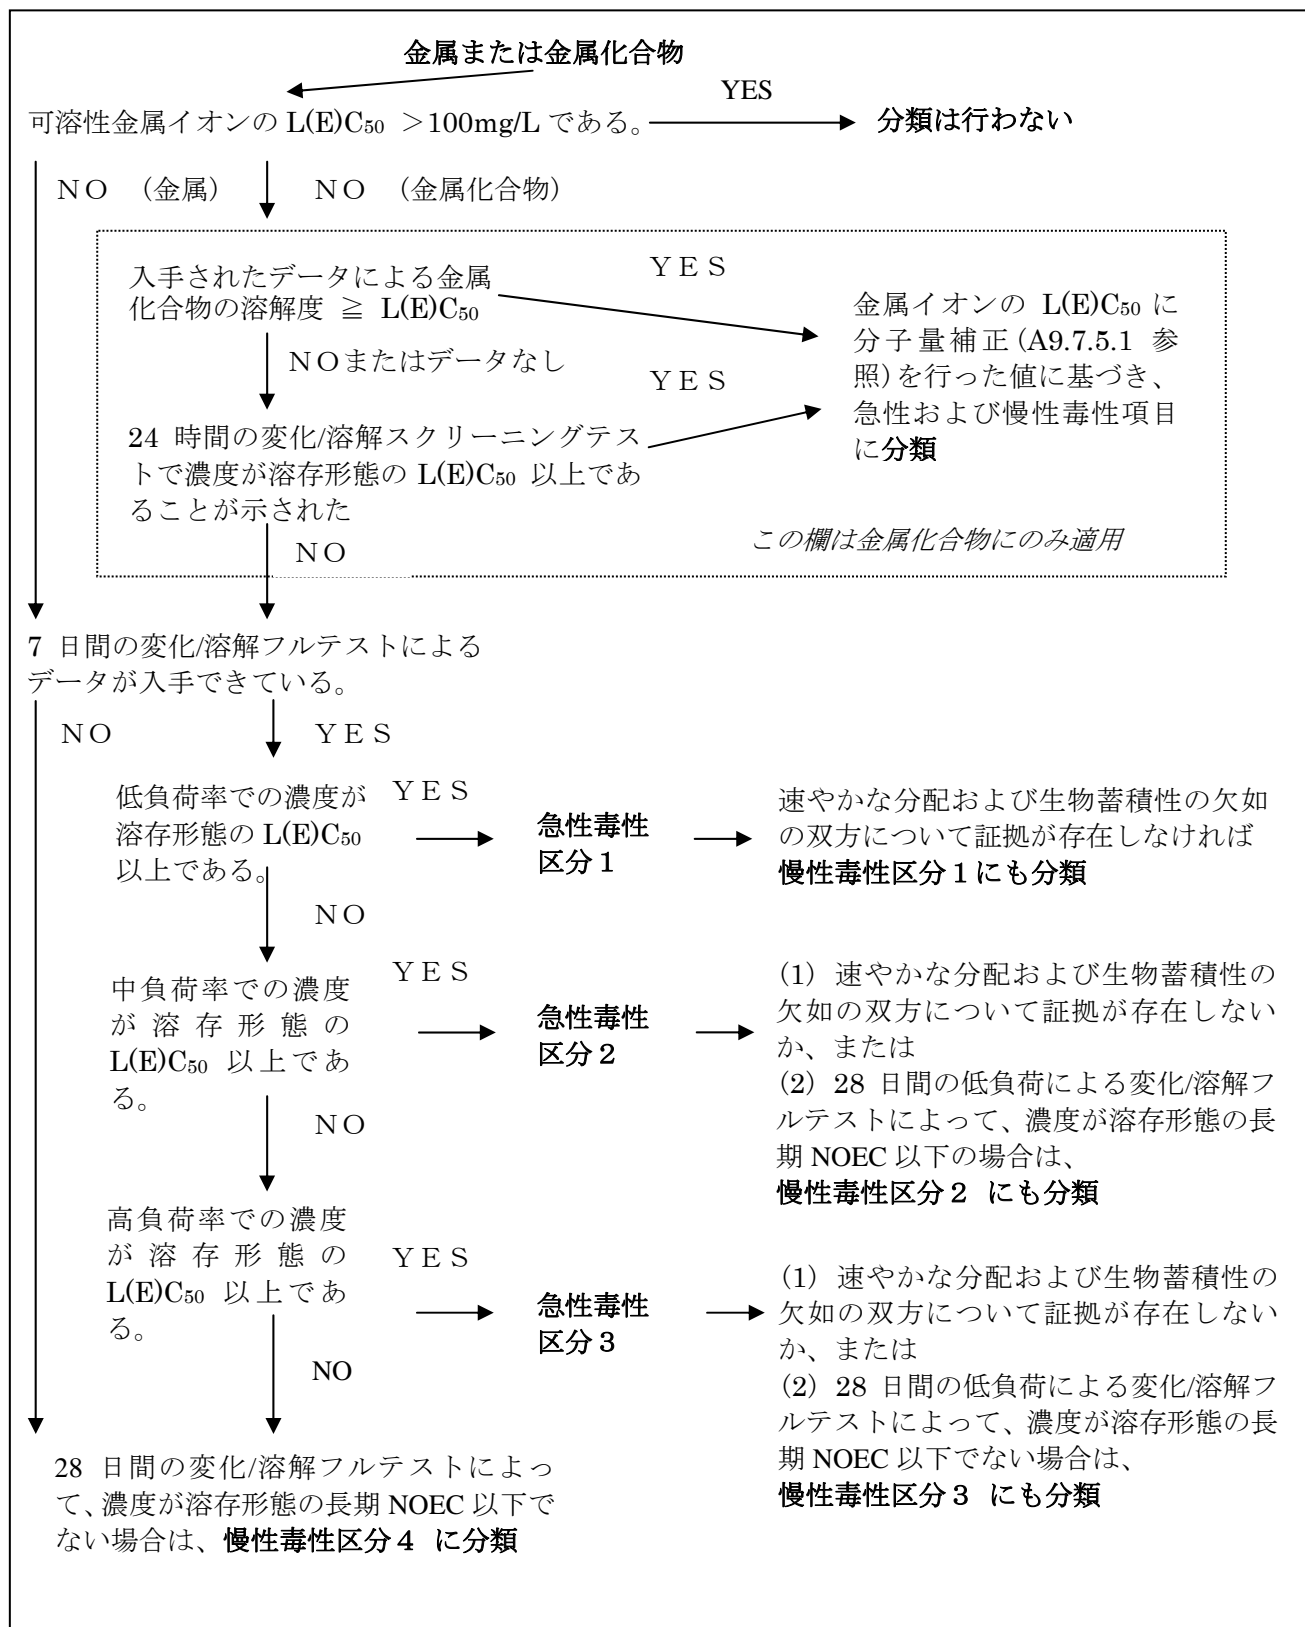 金属または金属化合物
YES
可溶性金属イオンの L(E)C₅₀ >100mg/L である。
分類は行わない
ＮＯ （金属）
ＮＯ （金属化合物）
入手されたデータによる金属
化合物の溶解度 ≧ L(E)C₅₀
ＹＥＳ
金属イオンの L(E)C₅₀ に
分子量補正(A9.7.5.1 参
照)を行った値に基づき、
急性および慢性毒性項目
に分類
ＮＯまたはデータなし
ＹＥＳ
24 時間の変化/溶解スクリーニングテス
トで濃度が溶存形態の L(E)C₅₀ 以上であ
ることが示された
この欄は金属化合物にのみ適用
ＮＯ
7 日間の変化/溶解フルテストによる
データが入手できている。
ＮＯ
ＹＥＳ
低負荷率での濃度が
溶存形態の L(E)C₅₀
以上である。
ＹＥＳ
急性毒性
区分１
速やかな分配および生物蓄積性の欠如
の双方について証拠が存在しなければ
慢性毒性区分１にも分類
ＮＯ
中負荷率での濃度
が溶存形態の
L(E)C₅₀ 以上であ
る。
ＹＥＳ
急性毒性
区分２
(1) 速やかな分配および生物蓄積性の
欠如の双方について証拠が存在しない
か、または
(2) 28 日間の低負荷による変化/溶解フ
ルテストによって、濃度が溶存形態の長
期 NOEC 以下の場合は、
慢性毒性区分２ にも分類
ＮＯ
高負荷率での濃度
が溶存形態の
L(E)C₅₀ 以上であ
る。
ＹＥＳ
急性毒性
区分３
(1) 速やかな分配および生物蓄積性の
欠如の双方について証拠が存在しない
か、または
(2) 28 日間の低負荷による変化/溶解フ
ルテストによって、濃度が溶存形態の長
期 NOEC 以下でない場合は、
慢性毒性区分３ にも分類
NO
28 日間の変化/溶解フルテストによっ
て、濃度が溶存形態の長期 NOEC 以下で
ない場合は、慢性毒性区分４ に分類